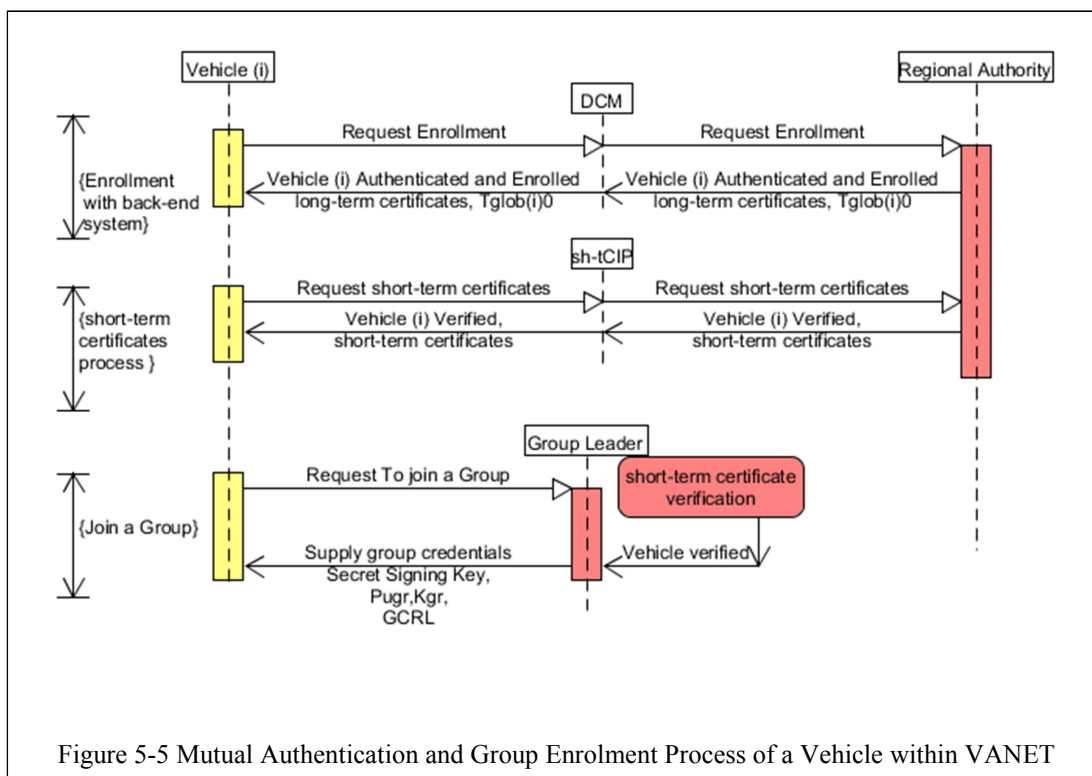 Vehicle (i)
Regional Authority
DCM
Request Enrollment
Request Enrollment
{Enrollment
with back-end
system}
Vehicle (i) Authenticated and Enrolled
long-term certificates, Tglob(i)0
Vehicle (i) Authenticated and Enrolled
long-term certificates, Tglob(i)0
sh-tCIP
Request short-term certificates
Request short-term certificates
{short-term
certificates
process }
Vehicle (i) Verified,
short-term certificates
Vehicle (i) Verified,
short-term certificates
Group Leader
Request To join a Group
short-term certificate
verification
{Join a Group}
Vehicle verified
Supply group credentials
Secret Signing Key,
Pugr,Kgr,
GCRL
Figure 5-5 Mutual Authentication and Group Enrolment Process of a Vehicle within VANET